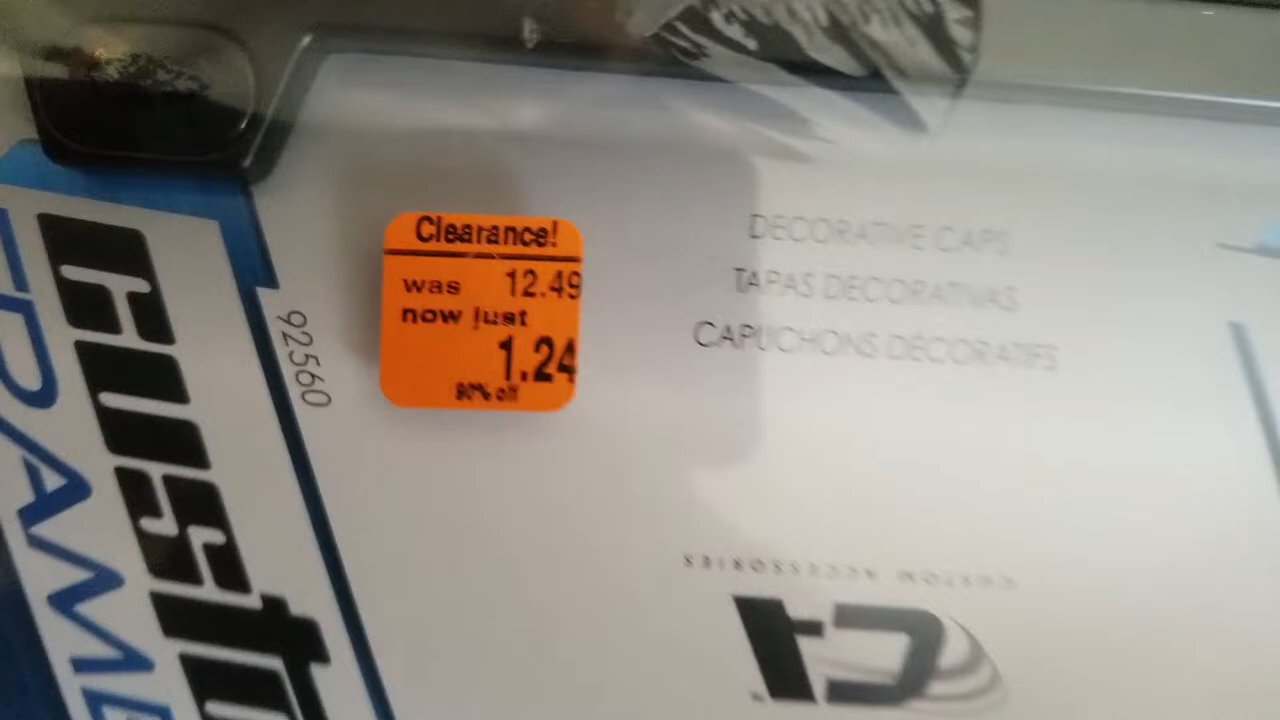 Clearance!
was 12.49
now just
1.24
90% off
DECORATIVE CAPS
TAPAS DECORATIVAS
CAPUCHONS DÉCORATIFS
92560
custo
FRAME
CUSTOM ACCESSORIES
CA